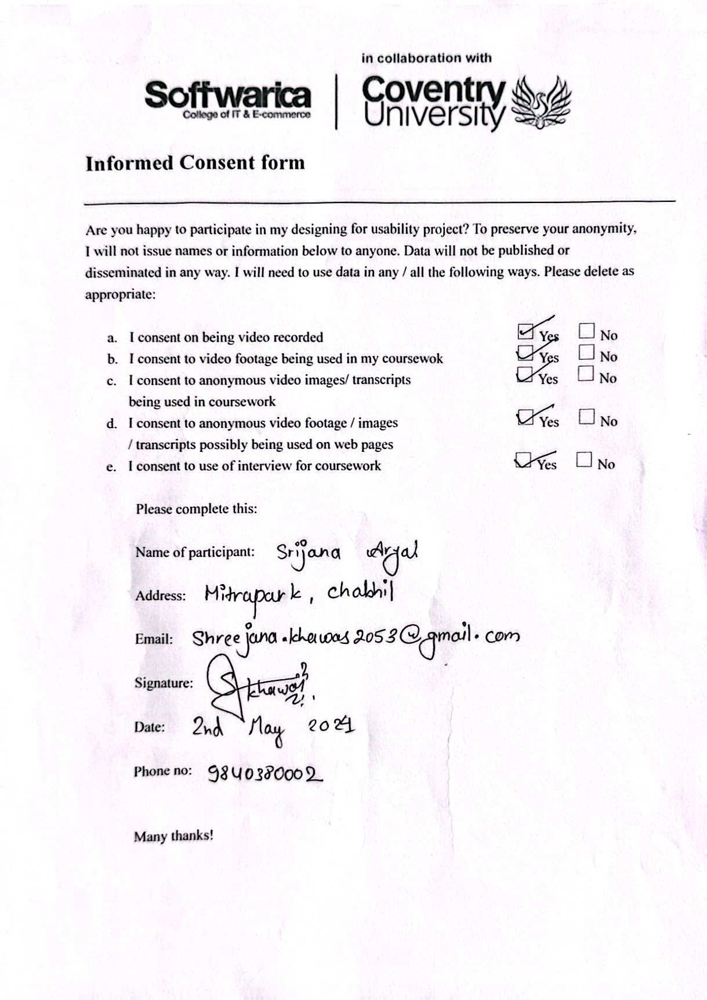 in collaboration with
Softwarica
College of IT & E-commerce
Coventry
University
Informed Consent form
Are you happy to participate in my designing for usability project? To preserve your anonymity,
I will not issue names or information below to anyone. Data will not be published or
disseminated in any way. I will need to use data in any / all the following ways. Please delete as
appropriate:
a. I consent on being video recorded Yes No
b. I consent to video footage being used in my coursewok Yes No
c. I consent to anonymous video images/ transcripts Yes No
being used in coursework
d. I consent to anonymous video footage / images Yes No
/ transcripts possibly being used on web pages
e. I consent to use of interview for coursework Yes No
Please complete this:
Name of participant: Srijana Aryal
Address: Mitrapark, Chabhil
Email: Shreejana.khawas2053@gmail.com
Signature: khawas
Date: 2nd May
Phone no: 9840380002
Many thanks!